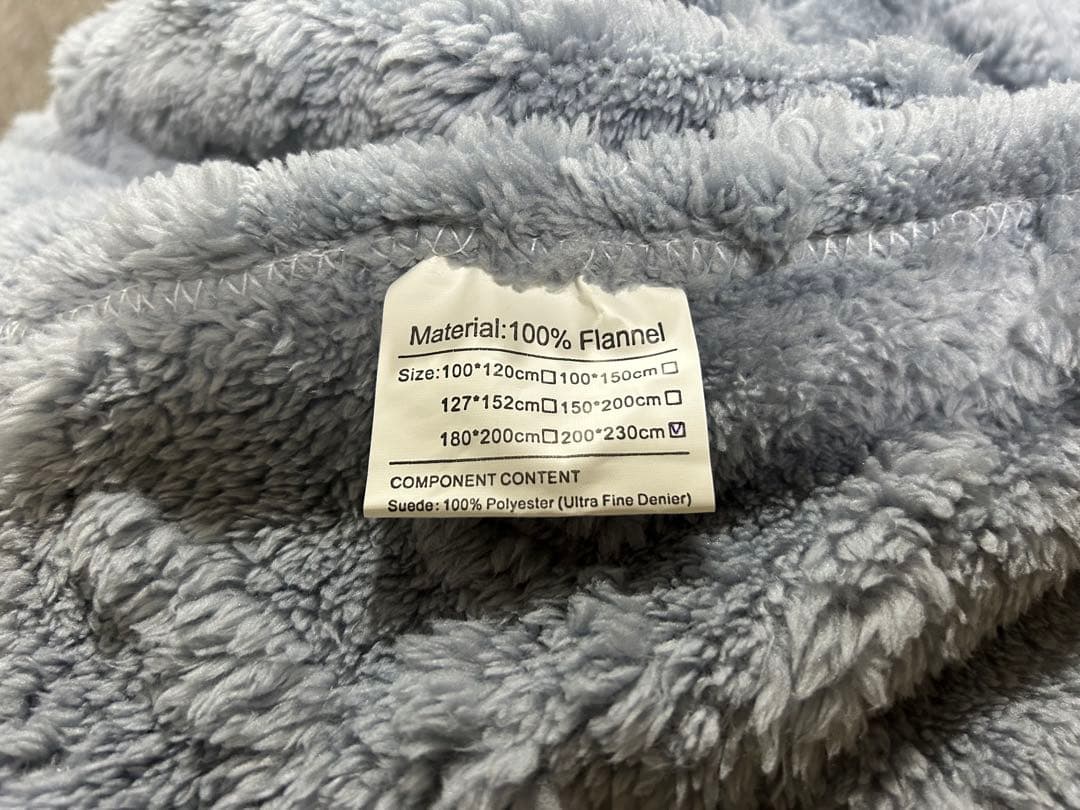 Material:100% Flannel
Size:100*120cm☐100*150cm☐
127*152cm☐150*200cm☐
180*200cm☐200*230cm☑
COMPONENT CONTENT
Suede: 100% Polyester (Ultra Fine Denier)